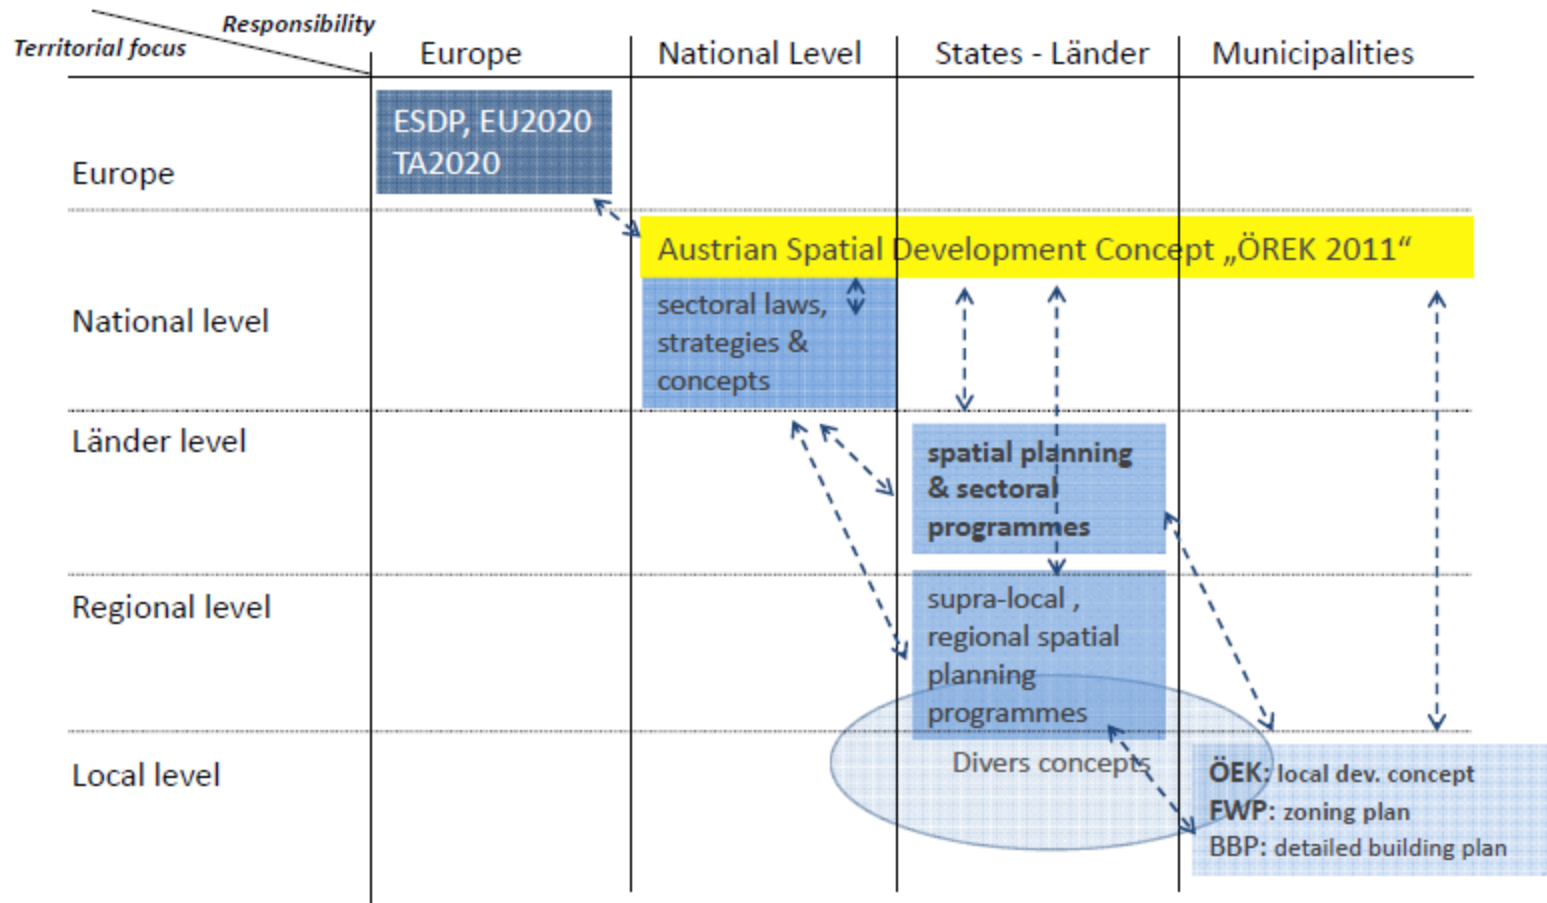 Responsibility
Territorial focus
Europe
National Level
States - Länder
Municipalities
Europe
ESDP, EU2020
TA2020
National level
Austrian Spatial Development Concept „ÖREK 2011“
sectoral laws,
strategies &
concepts
Länder level
spatial planning
& sectoral
programmes
Regional level
supra-local ,
regional spatial
planning
programmes
Local level
Divers concepts
ÖEK: local dev. concept
FWP: zoning plan
BBP: detailed building plan